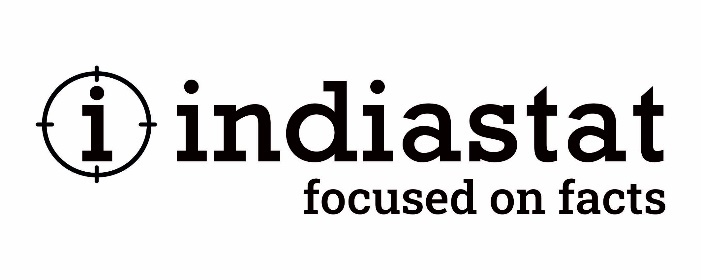 i indiastat
focused on facts